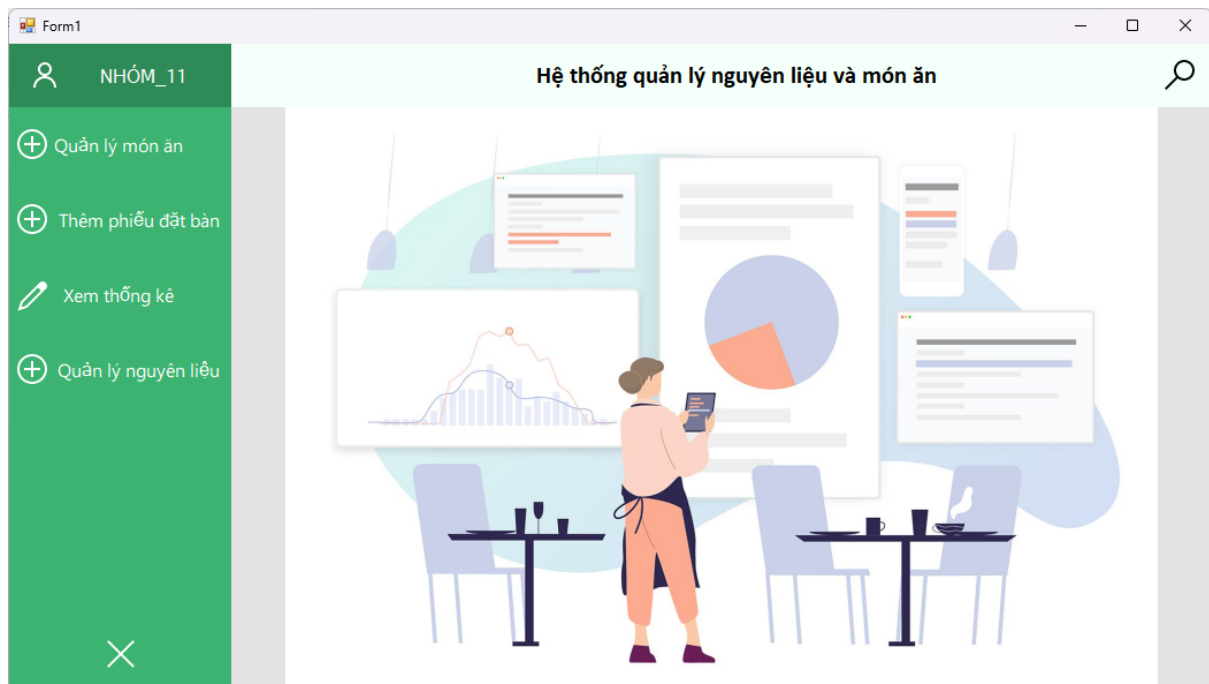 Form1
NHÓM_11
Hệ thống quản lý nguyên liệu và món ăn
Quản lý món ăn
Thêm phiếu đặt bàn
Xem thống kê
Quản lý nguyên liệu